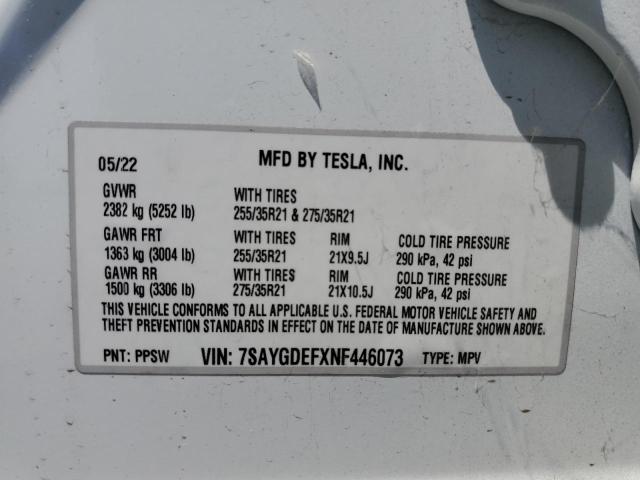 05/22 MFD BY TESLA, INC.
GVWR WITH TIRES
2382 kg (5252 lb) 255/35R21 & 275/35R21
GAWR FRT WITH TIRES RIM COLD TIRE PRESSURE
1363 kg (3004 lb) 255/35R21 21X9.5J 290 kPa, 42 psi
GAWR RR WITH TIRES RIM COLD TIRE PRESSURE
1500 kg (3306 lb) 275/35R21 21X10.5J 290 kPa, 42 psi
THIS VEHICLE CONFORMS TO ALL APPLICABLE U.S. FEDERAL MOTOR VEHICLE SAFETY AND
THEFT PREVENTION STANDARDS IN EFFECT ON THE DATE OF MANUFACTURE SHOWN ABOVE.
PNT: PPSW VIN: 7SAYGDEFXNF446073 TYPE: MPV